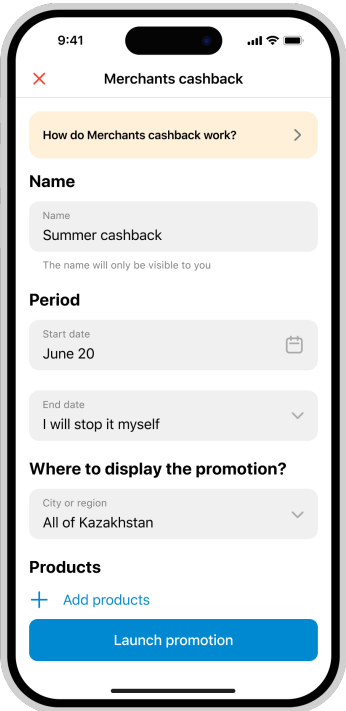 9:41
Merchants cashback
How do Merchants cashback work?
Name
Name
Summer cashback
The name will only be visible to you
Period
Start date
June 20
End date
I will stop it myself
Where to display the promotion?
City or region
All of Kazakhstan
Products
Add products
Launch promotion